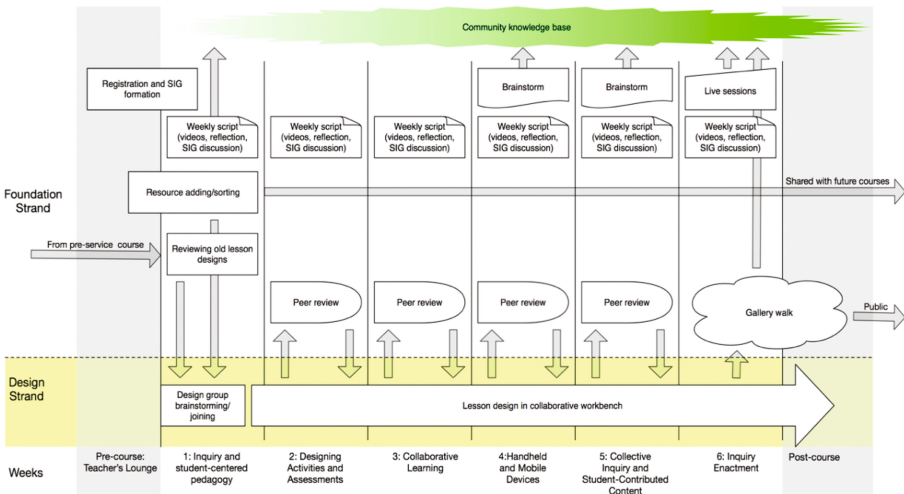 Community knowledge base
Registration and SIG
formation
Brainstorm
Brainstorm
Live sessions
Weekly script
(videos, reflection,
SIG discussion)
Weekly script
(videos, reflection,
SIG discussion)
Weekly script
(videos, reflection,
SIG discussion)
Weekly script
(videos, reflection,
SIG discussion)
Weekly script
(videos, reflection,
SIG discussion)
Weekly script
(videos, reflection,
SIG discussion)
Foundation
Strand
Resource adding/sorting
Shared with future courses
From pre-service course
Reviewing old lesson
designs
Peer review
Peer review
Peer review
Peer review
Gallery walk
Public
Design
Strand
Design group
brainstorming/
joining
Lesson design in collaborative workbench
Weeks
Pre-course:
Teacher's Lounge
1: Inquiry and
student-centered
pedagogy
2: Designing
Activities and
Assessments
3: Collaborative
Learning
4:Handheld
and Mobile
Devices
5: Collective
Inquiry and
Student-Contributed
Content
6: Inquiry
Enactment
Post-course